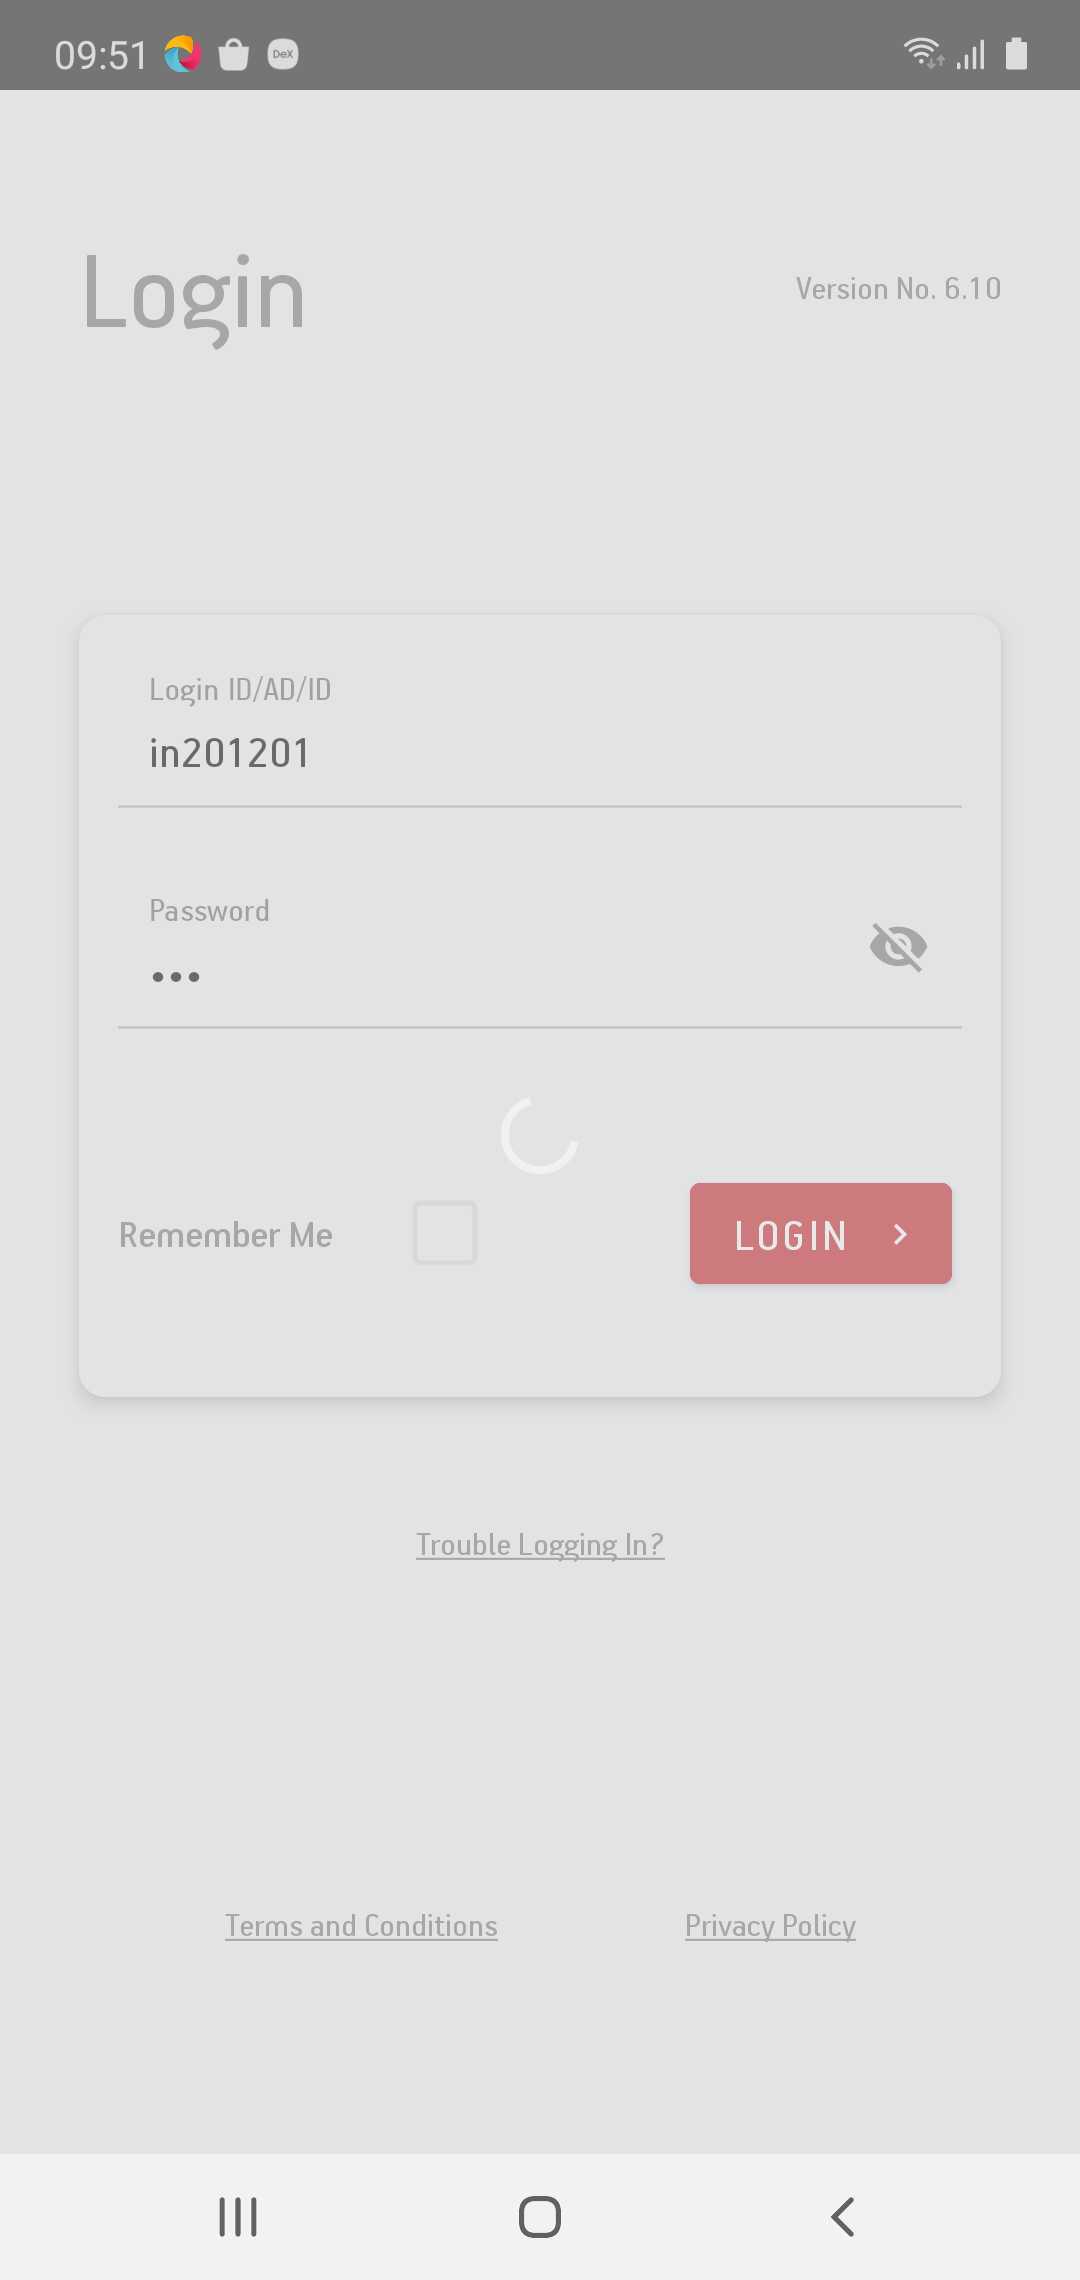 09:51
DeX
Login
Version No. 6.10
Login ID/AD/ID
in201201
Password
•••
Remember Me
LOGIN
Trouble Logging In?
Terms and Conditions
Privacy Policy